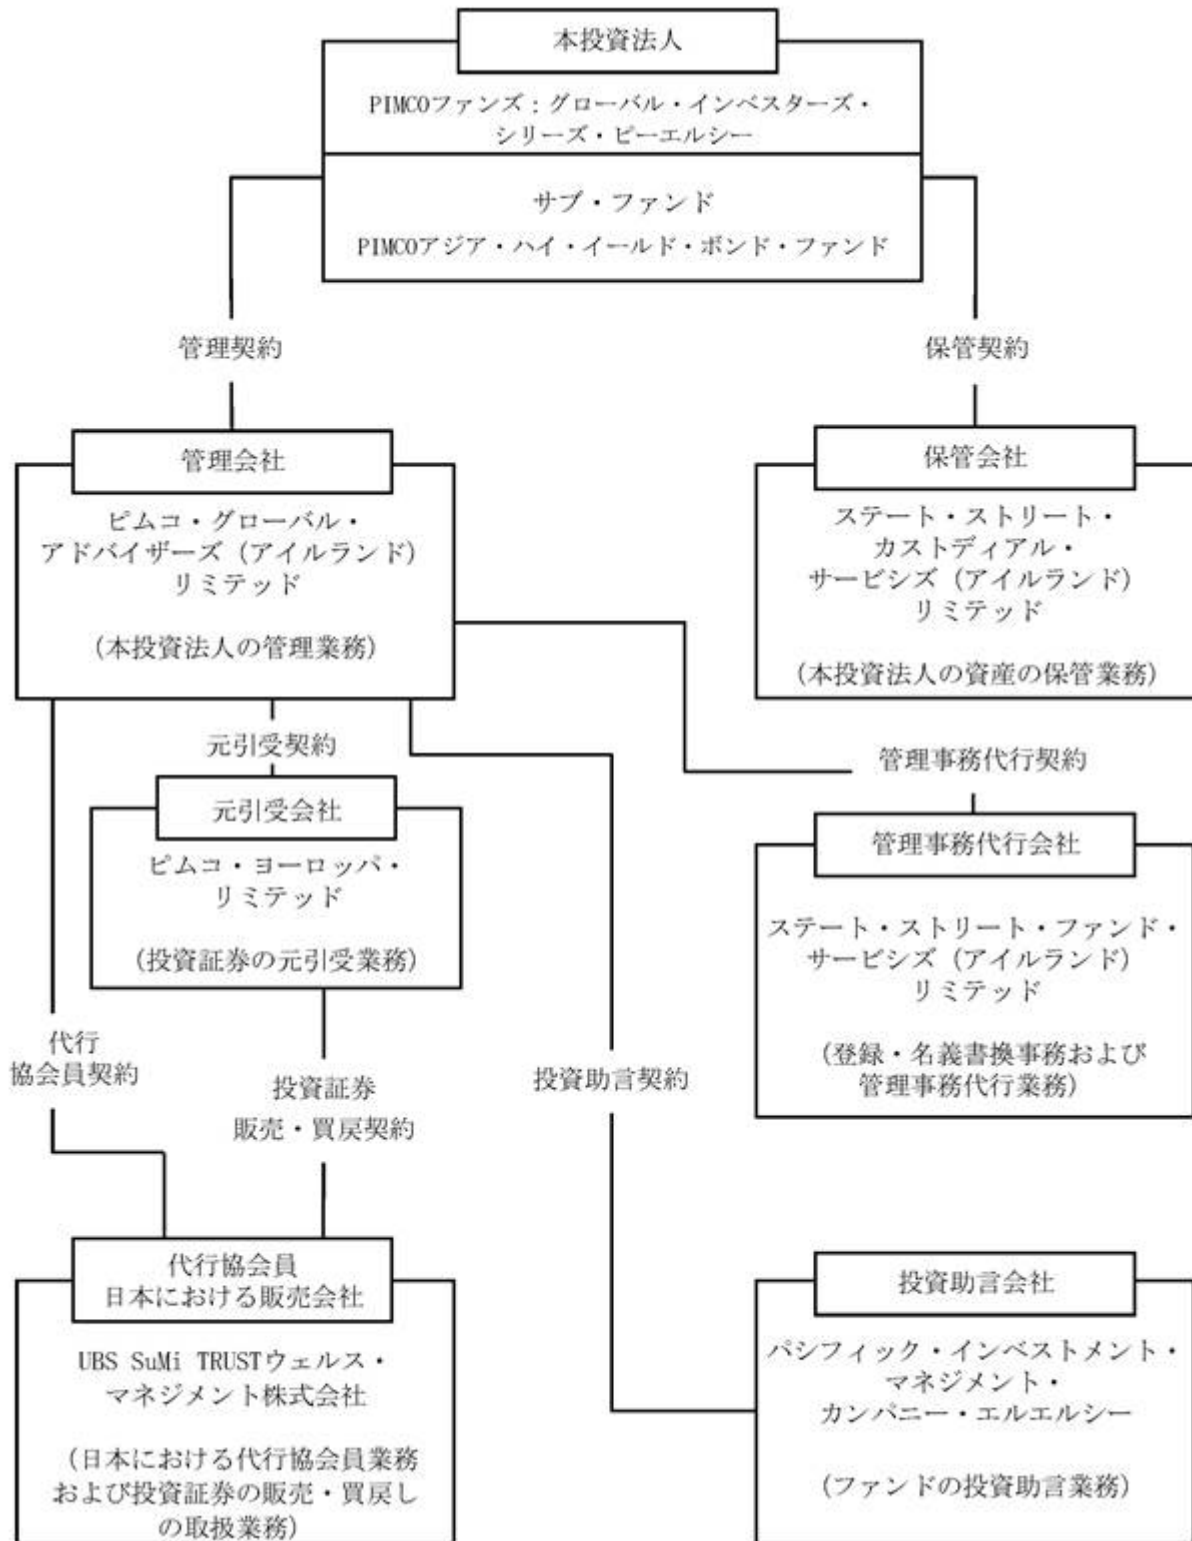 本投資法人
PIMCOファンズ：グローバル・インベスターズ・
シリーズ・ピーエルシー
サブ・ファンド
PIMCOアジア・ハイ・イールド・ボンド・ファンド
管理契約
保管契約
管理会社
ピムコ・グローバル・
アドバイザーズ（アイルランド）
リミテッド
（本投資法人の管理業務）
保管会社
ステート・ストリート・
カストディアル・
サービシズ（アイルランド）
リミテッド
（本投資法人の資産の保管業務）
元引受契約
管理事務代行契約
元引受会社
ピムコ・ヨーロッパ・
リミテッド
（投資証券の元引受業務）
管理事務代行会社
ステート・ストリート・ファンド・
サービシズ（アイルランド）
リミテッド
（登録・名義書換事務および
管理事務代行業務）
代行
協会員契約
投資証券
販売・買戻契約
投資助言契約
代行協会員
日本における販売会社
UBS SuMi TRUSTウェルス・
マネジメント株式会社
（日本における代行協会員業務
および投資証券の販売・買戻し
の取扱業務）
投資助言会社
パシフィック・インベストメント・
マネジメント・
カンパニー・エルエルシー
（ファンドの投資助言業務）